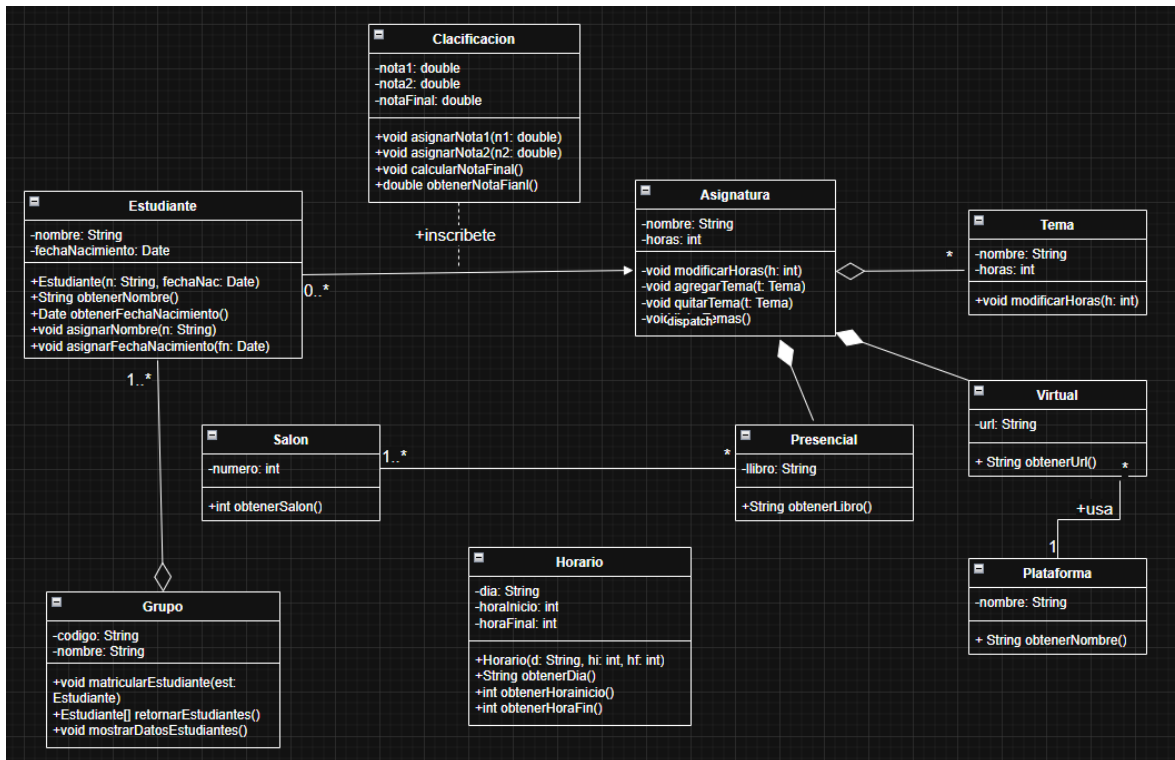 Clacificacion
-nota1: double
-nota2: double
-notaFinal: double
+void asignarNota1(n1: double)
+void asignarNota2(n2: double)
+void calcularNotaFinal()
+double obtenerNotaFianl()
+inscribete
Estudiante
-nombre: String
-fechaNacimiento: Date
+Estudiante(n: String, fechaNac: Date)
+String obtenerNombre()
+Date obtenerFechaNacimiento()
+void asignarNombre(n: String)
+void asignarFechaNacimiento(fn: Date)
0..*
1..*
Asignatura
-nombre: String
-horas: int
-void modificarHoras(h: int)
-void agregarTema(t: Tema)
-void quitarTema(t: Tema)
-void
dispatch
Temas()
*
Tema
-nombre: String
-horas: int
+void modificarHoras(h: int)
Virtual
-url: String
+ String obtenerUrl()
*
+usa
1
Salon
-numero: int
+int obtenerSalon()
1..*
*
Presencial
-llibro: String
+String obtenerLibro()
Horario
-dia: String
-horaInicio: int
-horaFinal: int
+Horario(d: String, hi: int, hf: int)
+String obtenerDia()
+int obtenerHorainicio()
+int obtenerHoraFin()
Plataforma
-nombre: String
+ String obtenerNombre()
Grupo
-codigo: String
-nombre: String
+void matricularEstudiante(est:
Estudiante)
+Estudiante[] retornarEstudiantes()
+void mostrarDatosEstudiantes()